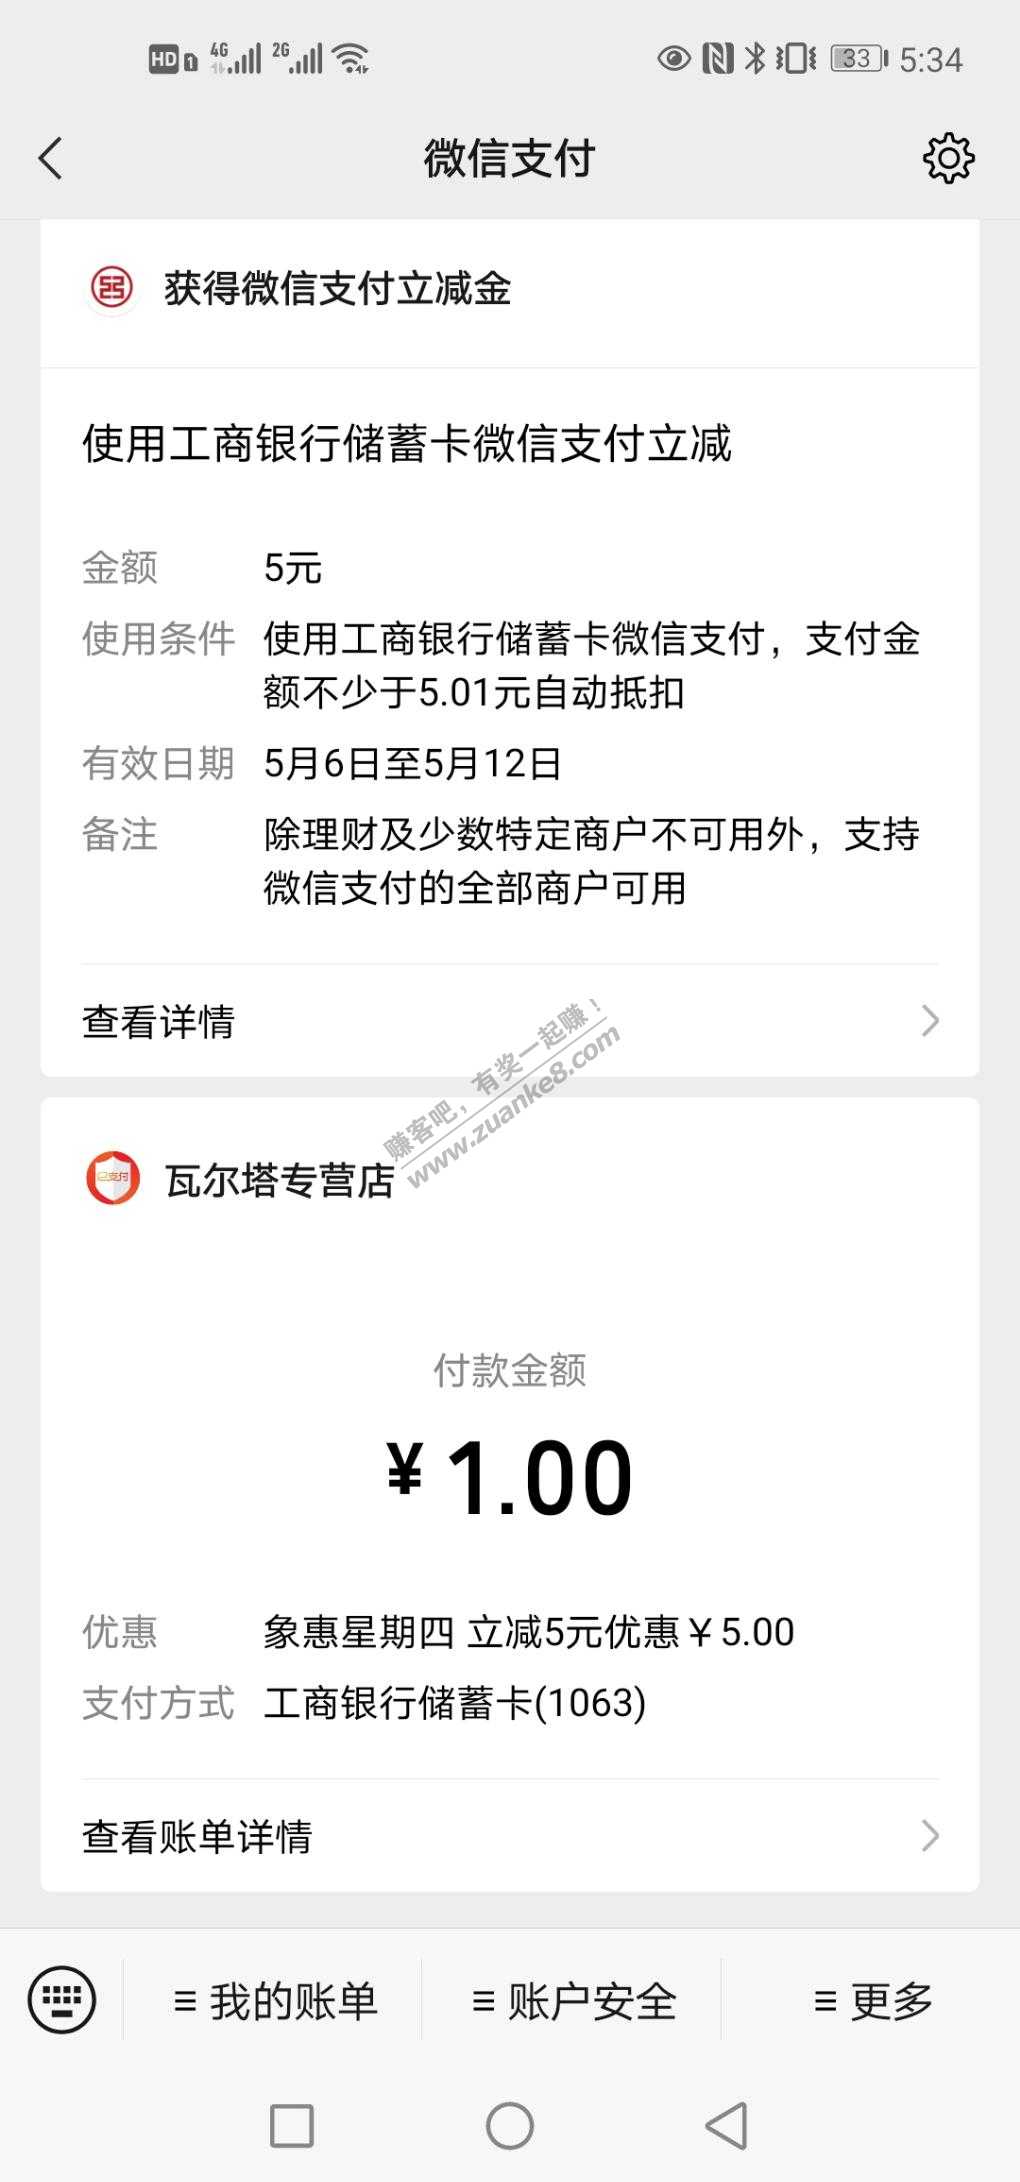 HD 1 4G 2G 33 5:34
微信支付
获得微信支付立减金
使用工商银行储蓄卡微信支付立减
金额 5元
使用条件 使用工商银行储蓄卡微信支付，支付金
额不少于5.01元自动抵扣
有效日期 5月6日至5月12日
备注 除理财及少数特定商户不可用外，支持
微信支付的全部商户可用
查看详情
赚客吧，有奖一起赚！
www.zuanke8.com
已支付
瓦尔塔专营店
付款金额
¥1.00
优惠 象惠星期四 立减5元优惠￥5.00
支付方式 工商银行储蓄卡(1063)
查看账单详情
我的账单 账户安全 更多